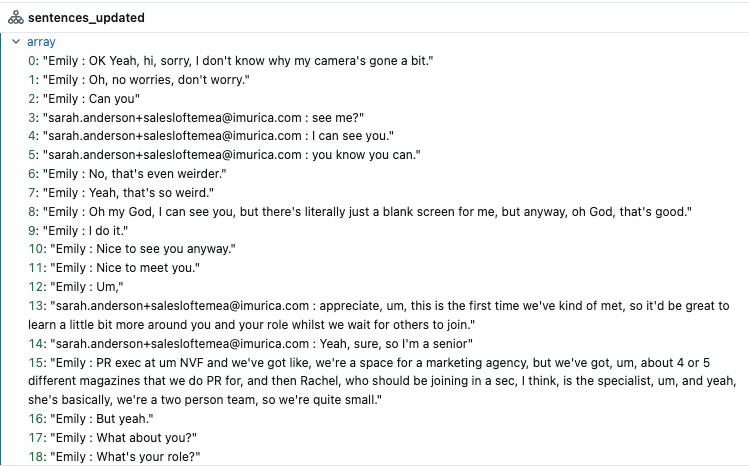 sentences_updated
array
0: "Emily : OK Yeah, hi, sorry, I don't know why my camera's gone a bit."
1: "Emily : Oh, no worries, don't worry."
2: "Emily : Can you"
3: "sarah.anderson+salesloftemea@imurica.com : see me?"
4: "sarah.anderson+salesloftemea@imurica.com : I can see you."
5: "sarah.anderson+salesloftemea@imurica.com : you know you can."
6: "Emily : No, that's even weirder."
7: "Emily : Yeah, that's so weird."
8: "Emily : Oh my God, I can see you, but there's literally just a blank screen for me, but anyway, oh God, that's good."
9: "Emily : I do it."
10: "Emily : Nice to see you anyway."
11: "Emily : Nice to meet you."
12: "Emily : Um,"
13: "sarah.anderson+salesloftemea@imurica.com : appreciate, um, this is the first time we've kind of met, so it'd be great to
learn a little bit more around you and your role whilst we wait for others to join."
14: "sarah.anderson+salesloftemea@imurica.com : Yeah, sure, so I'm a senior"
15: "Emily : PR exec at um NVF and we've got like, we're a space for a marketing agency, but we've got, um, about 4 or 5
different magazines that we do PR for, and then Rachel, who should be joining in a sec, I think, is the specialist, um, and yeah,
she's basically, we're a two person team, so we're quite small."
16: "Emily : But yeah."
17: "Emily : What about you?"
18: "Emily : What's your role?"